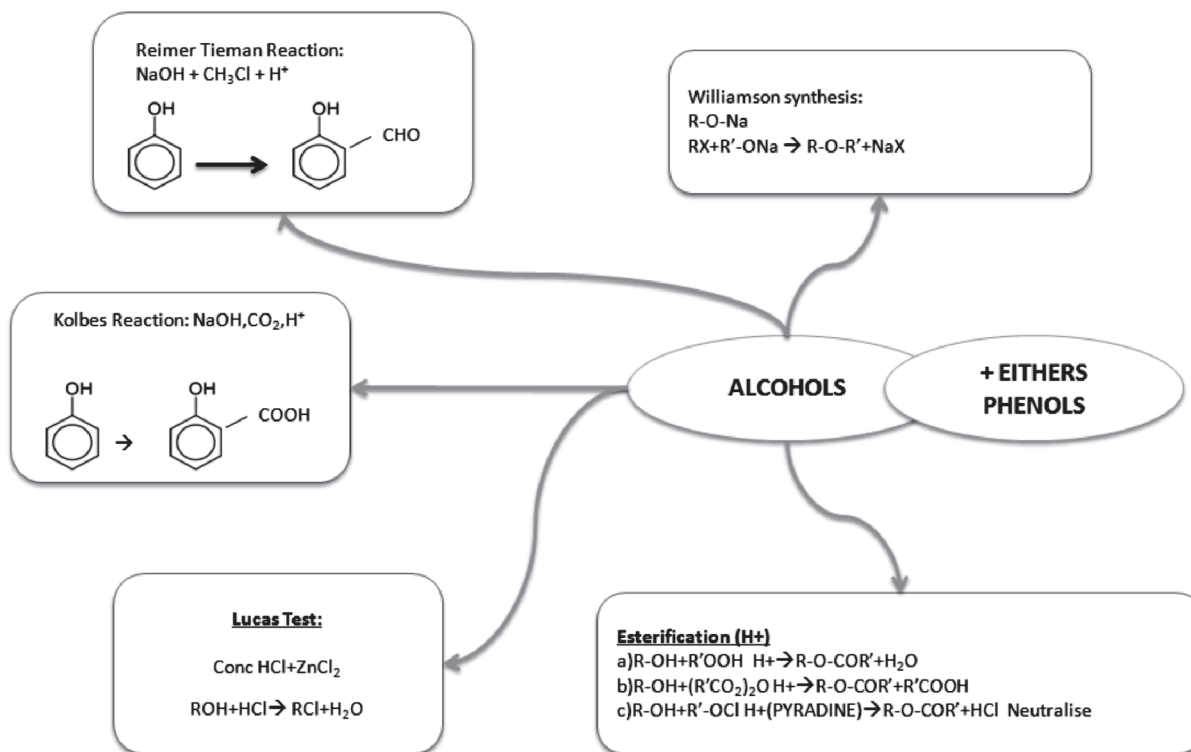 Reimer Tieman Reaction:
NaOH + CH₃Cl + H⁺
OH
OH
CHO
Williamson synthesis:
R-O-Na
RX+R’-ONa → R-O-R’+NaX
Kolbes Reaction: NaOH,CO₂,H⁺
OH
→
OH
COOH
ALCOHOLS
+ EITHERS
PHENOLS
Lucas Test:
Conc HCl+ZnCl₂
ROH+HCl→ RCl+H₂O
Esterification (H+)
a)R-OH+R’OOH H+→R-O-COR’+H₂O
b)R-OH+(R’CO₂)₂O H+→R-O-COR’+R’COOH
c)R-OH+R’-OCl H+(PYRADINE)→R-O-COR’+HCl Neutralise